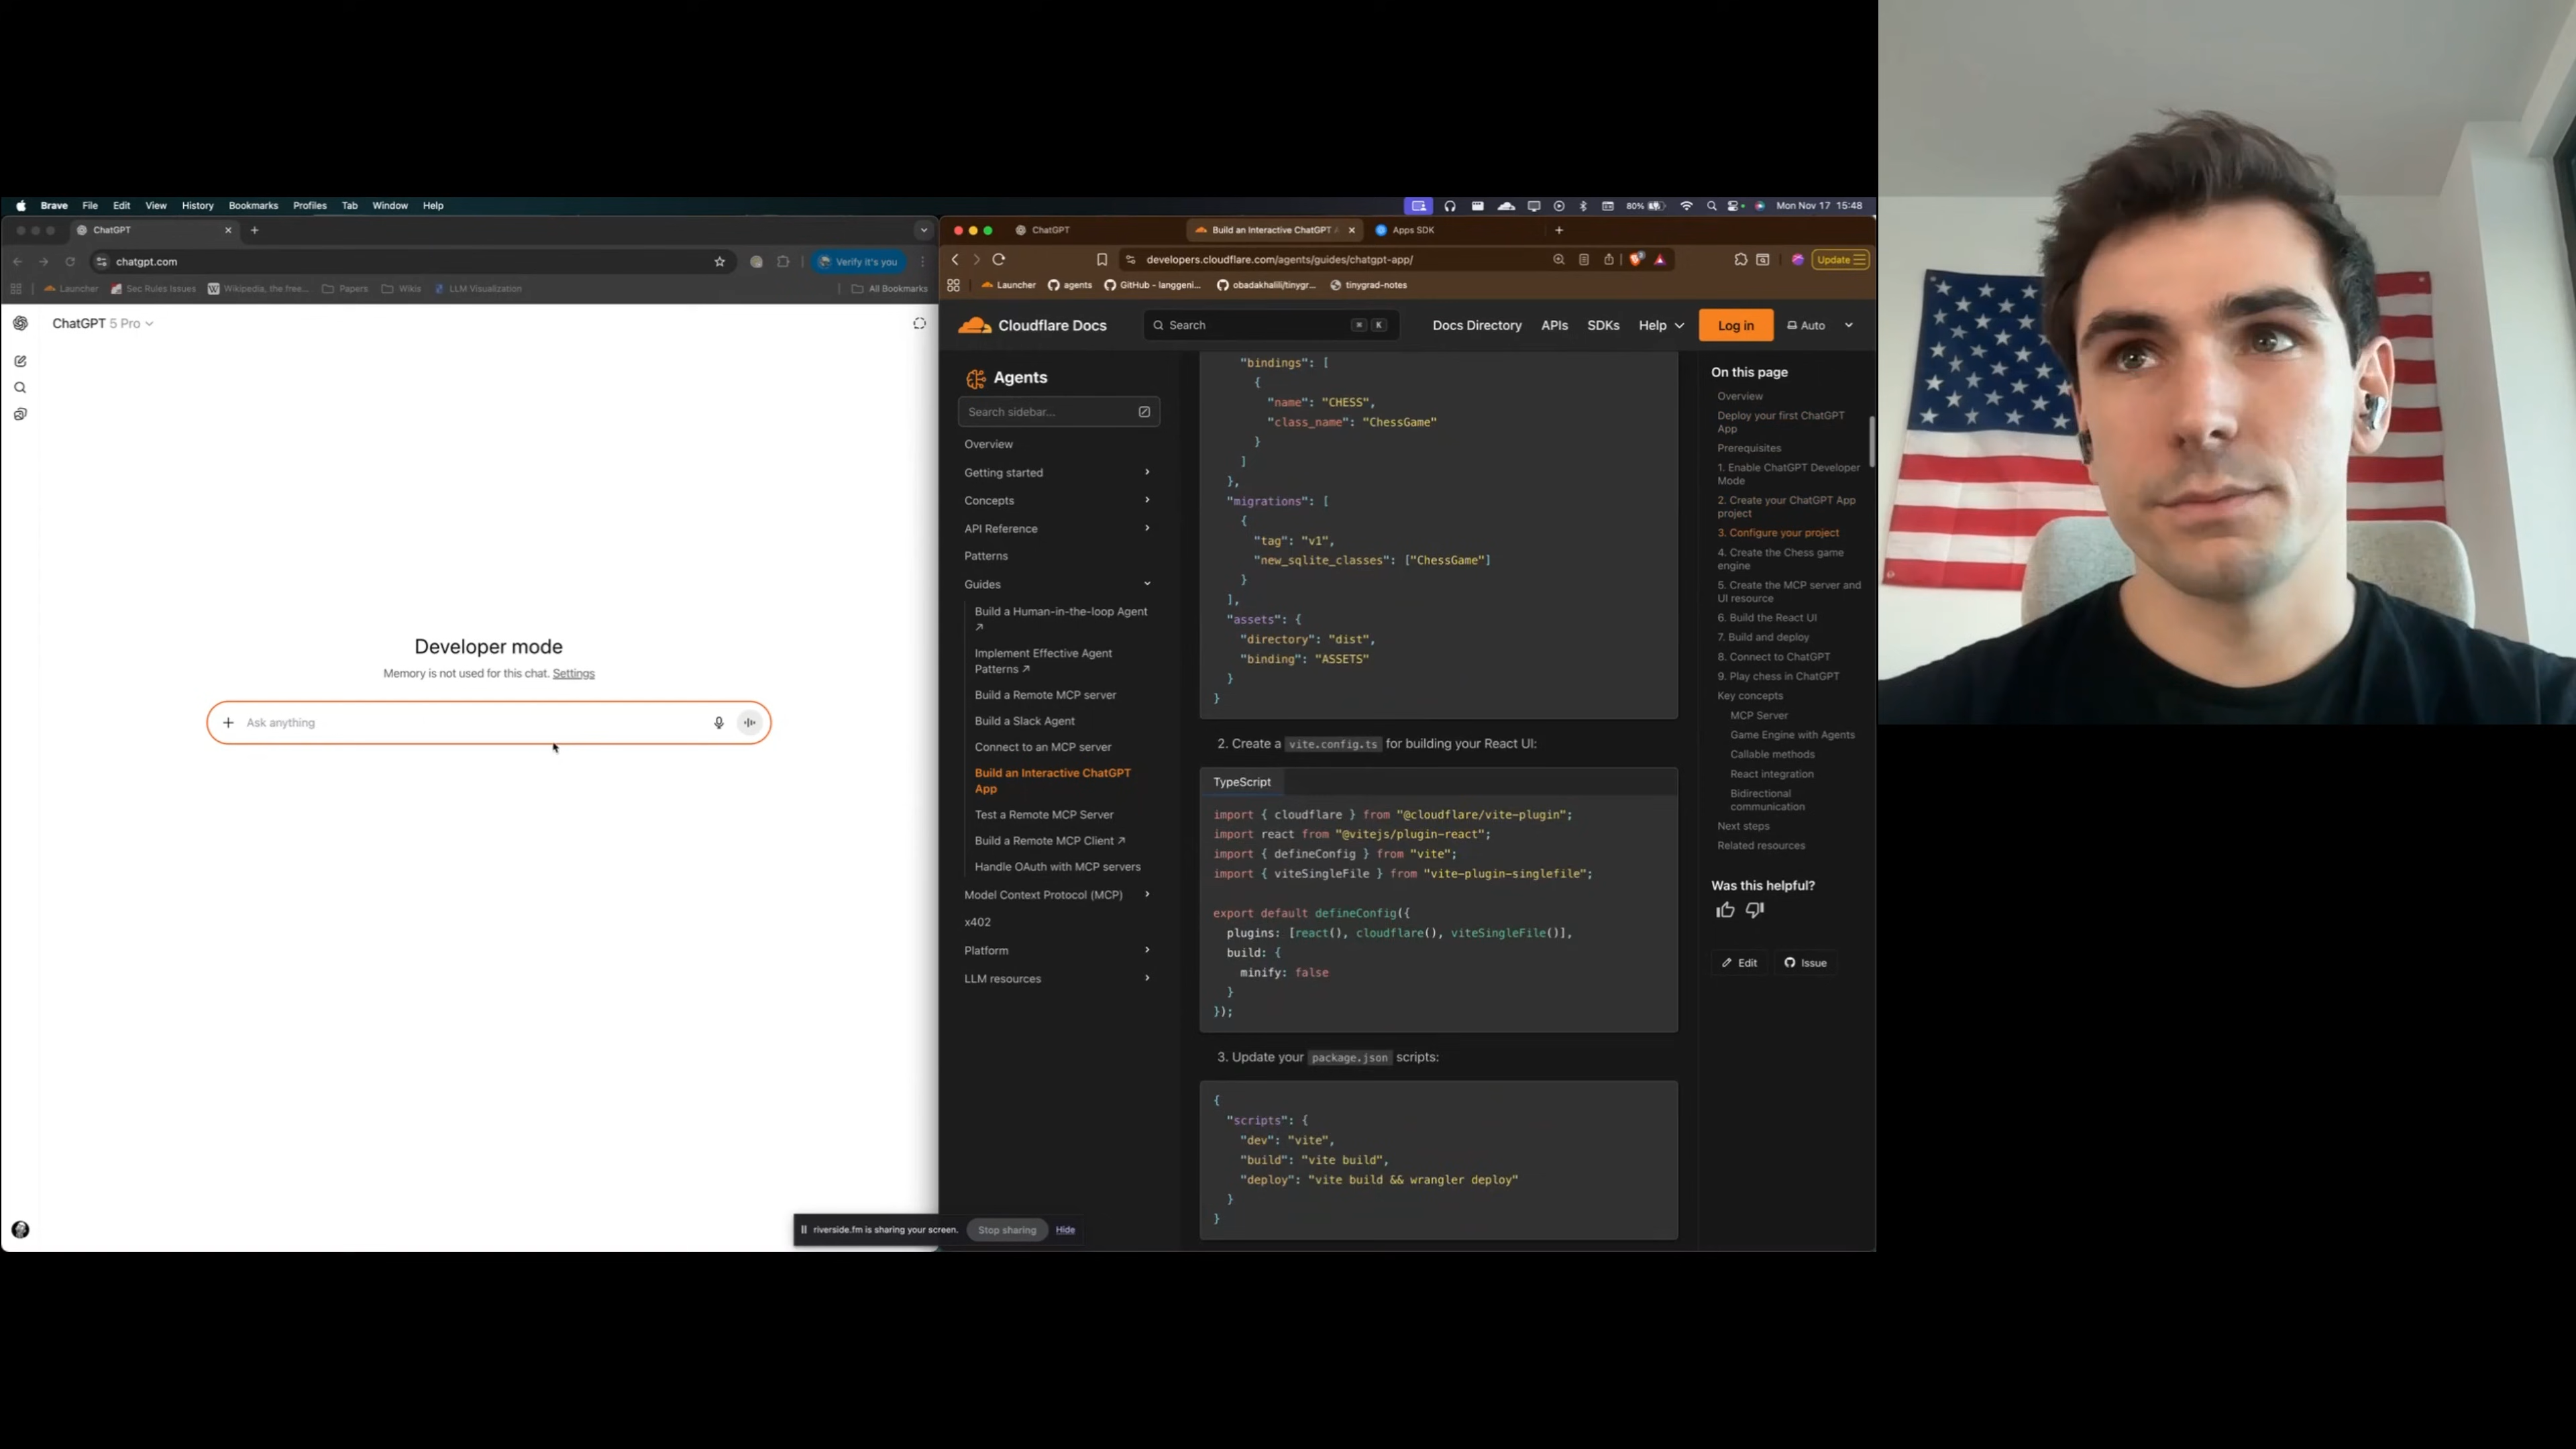 Brave File Edit View History Bookmarks Profiles Tab Window Help
80%
Mon Nov 17 15:48
ChatGPT
chatgpt.com
Verify it's you
Launcher
Sec Rules Issues
Wikipedia, the free...
Papers
Wikis
LLM Visualization
All Bookmarks
ChatGPT 5 Pro
Developer mode
Memory is not used for this chat. Settings
Ask anything
riverside.fm is sharing your screen.
Stop sharing
Hide
ChatGPT
Build an Interactive ChatGPT A
Apps SDK
developers.cloudflare.com/agents/guides/chatgpt-app/
Update
Launcher
agents
GitHub - langgeni...
obadakhalili/tinygr...
tinygrad-notes
Cloudflare Docs
Search
K
Docs Directory
APIs
SDKs
Help
Log in
Auto
Agents
Search sidebar...
Overview
Getting started
Concepts
API Reference
Patterns
Guides
Build a Human-in-the-loop Agent
↗
Implement Effective Agent
Patterns ↗
Build a Remote MCP server
Build a Slack Agent
Connect to an MCP server
Build an Interactive ChatGPT
App
Test a Remote MCP Server
Build a Remote MCP Client ↗
Handle OAuth with MCP servers
Model Context Protocol (MCP)
x402
Platform
LLM resources
"bindings": [
{
"name": "CHESS",
"class_name": "ChessGame"
}
]
},
"migrations": [
{
"tag": "v1",
"new_sqlite_classes": ["ChessGame"]
}
],
"assets": {
"directory": "dist",
"binding": "ASSETS"
}
}
2. Create a vite.config.ts for building your React UI:
TypeScript
import { cloudflare } from "@cloudflare/vite-plugin";
import react from "@vitejs/plugin-react";
import { defineConfig } from "vite";
import { viteSingleFile } from "vite-plugin-singlefile";
export default defineConfig({
plugins: [react(), cloudflare(), viteSingleFile()],
build: {
minify: false
}
});
3. Update your package.json scripts:
{
"scripts": {
"dev": "vite",
"build": "vite build",
"deploy": "vite build && wrangler deploy"
}
}
On this page
Overview
Deploy your first ChatGPT
App
Prerequisites
1. Enable ChatGPT Developer
Mode
2. Create your ChatGPT App
project
3. Configure your project
4. Create the Chess game
engine
5. Create the MCP server and
UI resource
6. Build the React UI
7. Build and deploy
8. Connect to ChatGPT
9. Play chess in ChatGPT
Key concepts
MCP Server
Game Engine with Agents
Callable methods
React integration
Bidirectional
communication
Next steps
Related resources
Was this helpful?
Edit
Issue